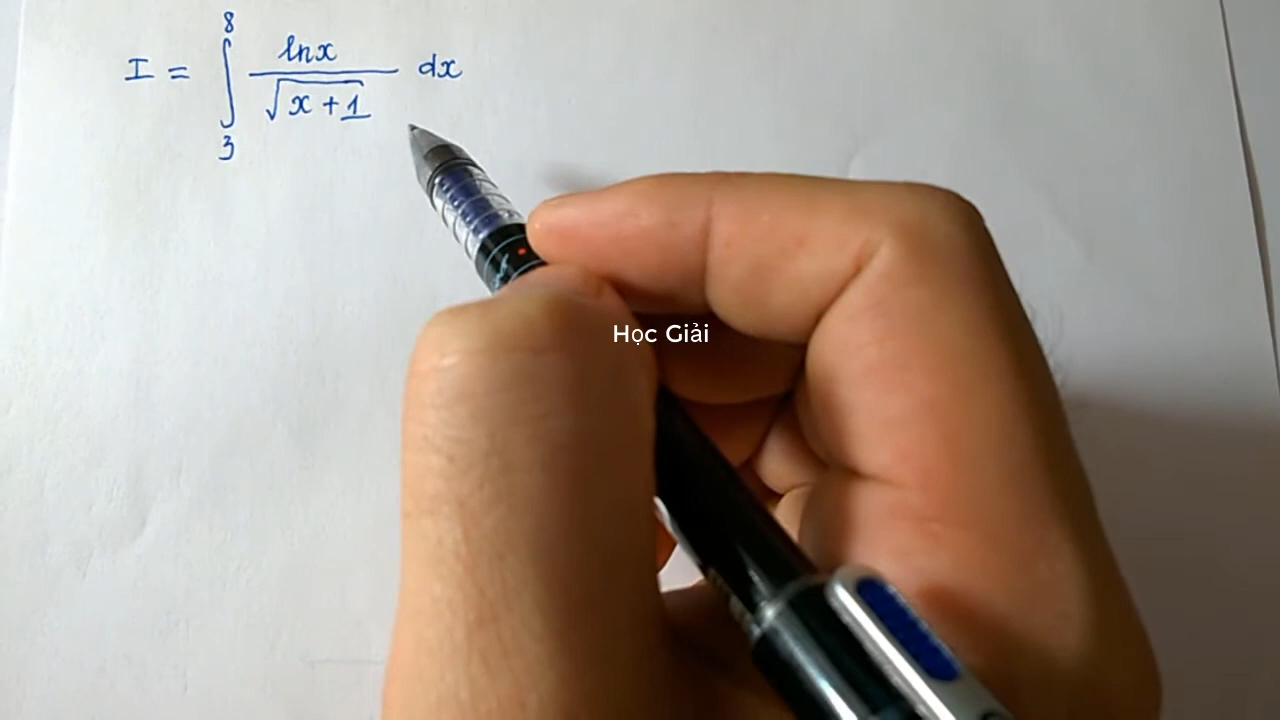 I = ∫₃⁸ lnx / √(x+1) dx
Học Giải